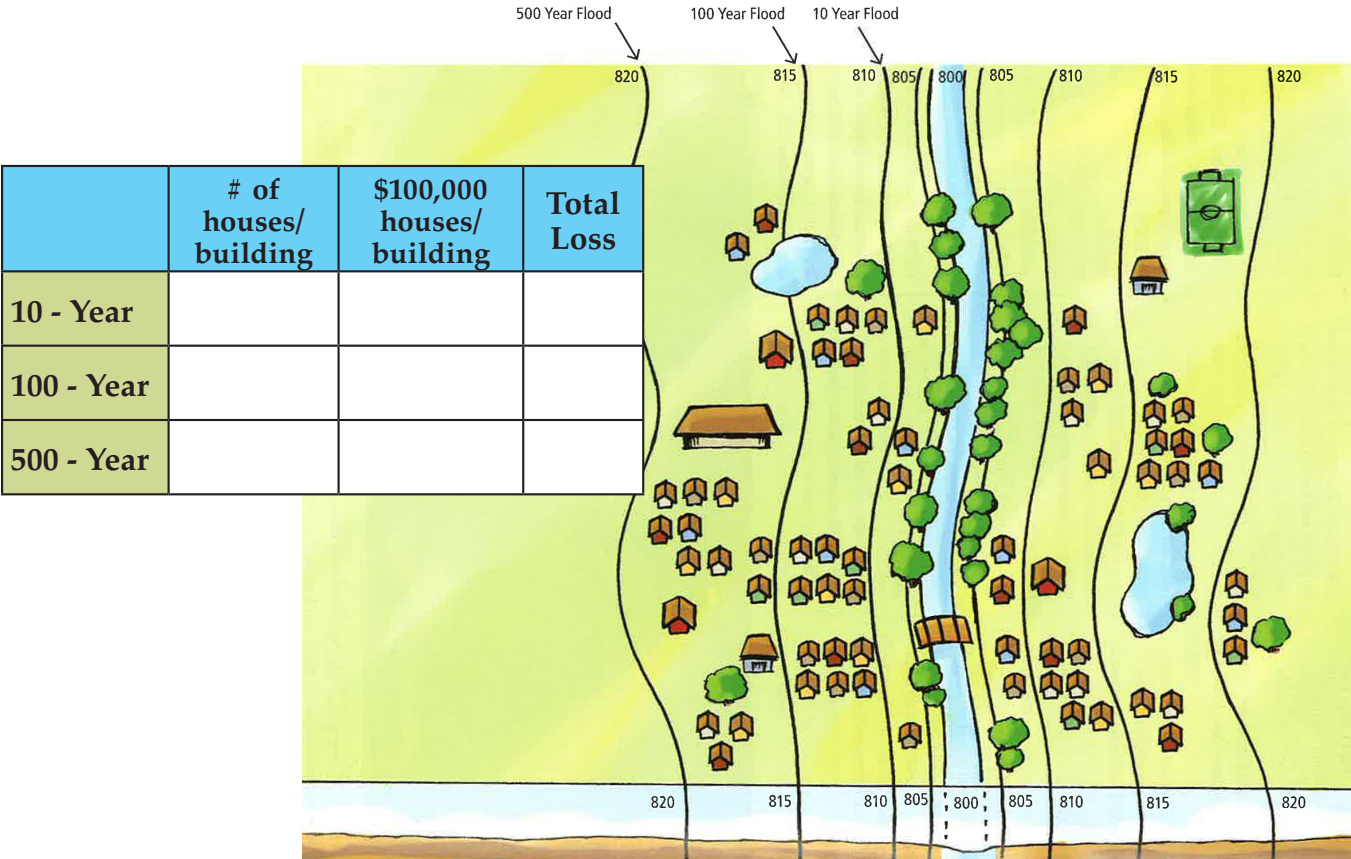 500 Year Flood
100 Year Flood
10 Year Flood
820
815
810
805
800
805
810
815
820
# of
houses/
building
$100,000
houses/
building
Total
Loss
10 - Year
100 - Year
500 - Year
820
815
810
805
800
805
810
815
820